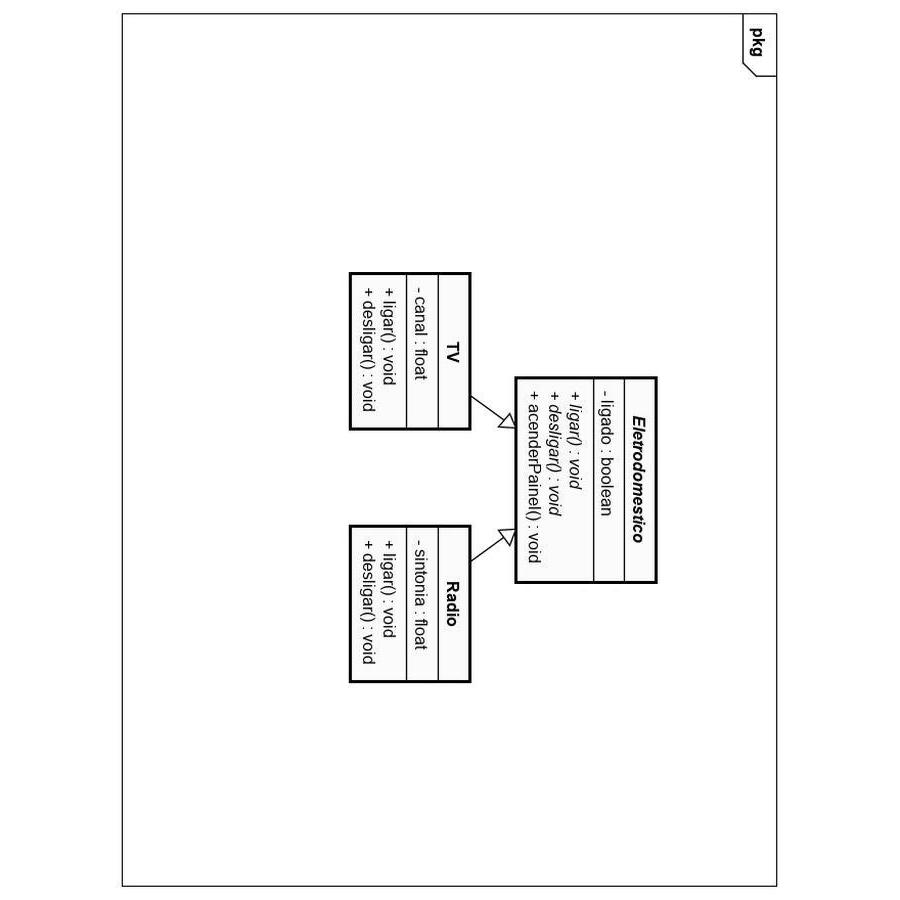 pkg
Eletrodomestico
- ligado : boolean
+ ligar() : void
+ desligar() : void
+ acenderPainel() : void
TV
- canal : float
+ ligar() : void
+ desligar() : void
Radio
- sintonia : float
+ ligar() : void
+ desligar() : void